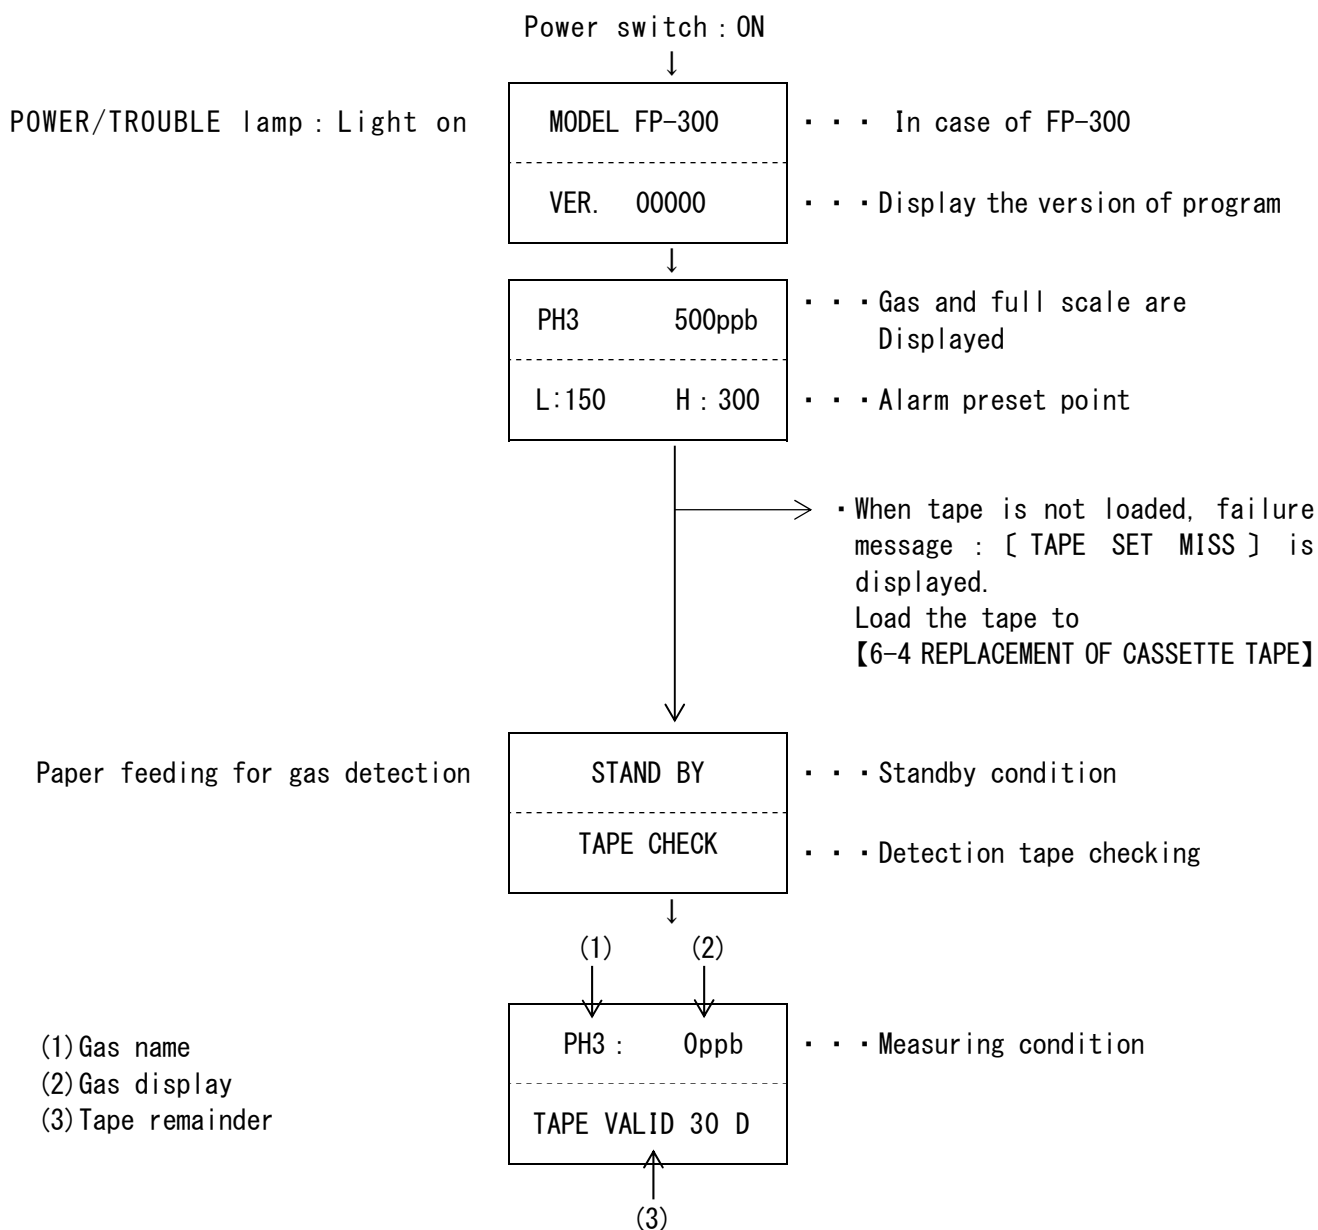 Power switch：ON
↓
POWER/TROUBLE lamp：Light on
MODEL FP-300
・・・ In case of FP-300
VER. 00000
・・・Display the version of program
↓
PH3 500ppb
・・・Gas and full scale are
Displayed
L:150 H：300
・・・Alarm preset point
・When tape is not loaded, failure
message：〔TAPE SET MISS〕is
displayed.
Load the tape to
【6-4 REPLACEMENT OF CASSETTE TAPE】
Paper feeding for gas detection
STAND BY
・・・Standby condition
TAPE CHECK
・・・Detection tape checking
↓
(1) (2)
PH3： 0ppb
・・・Measuring condition
TAPE VALID 30 D
(1)Gas name
(2)Gas display
(3)Tape remainder
(3)